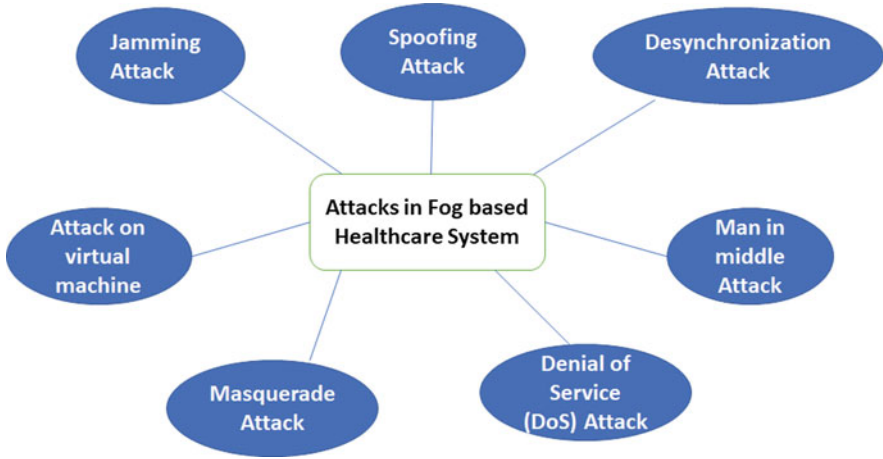 Jamming
Attack
Spoofing
Attack
Desynchronization
Attack
Attacks in Fog based
Healthcare System
Attack on
virtual
machine
Man in
middle
Attack
Masquerade
Attack
Denial of
Service
(DoS) Attack